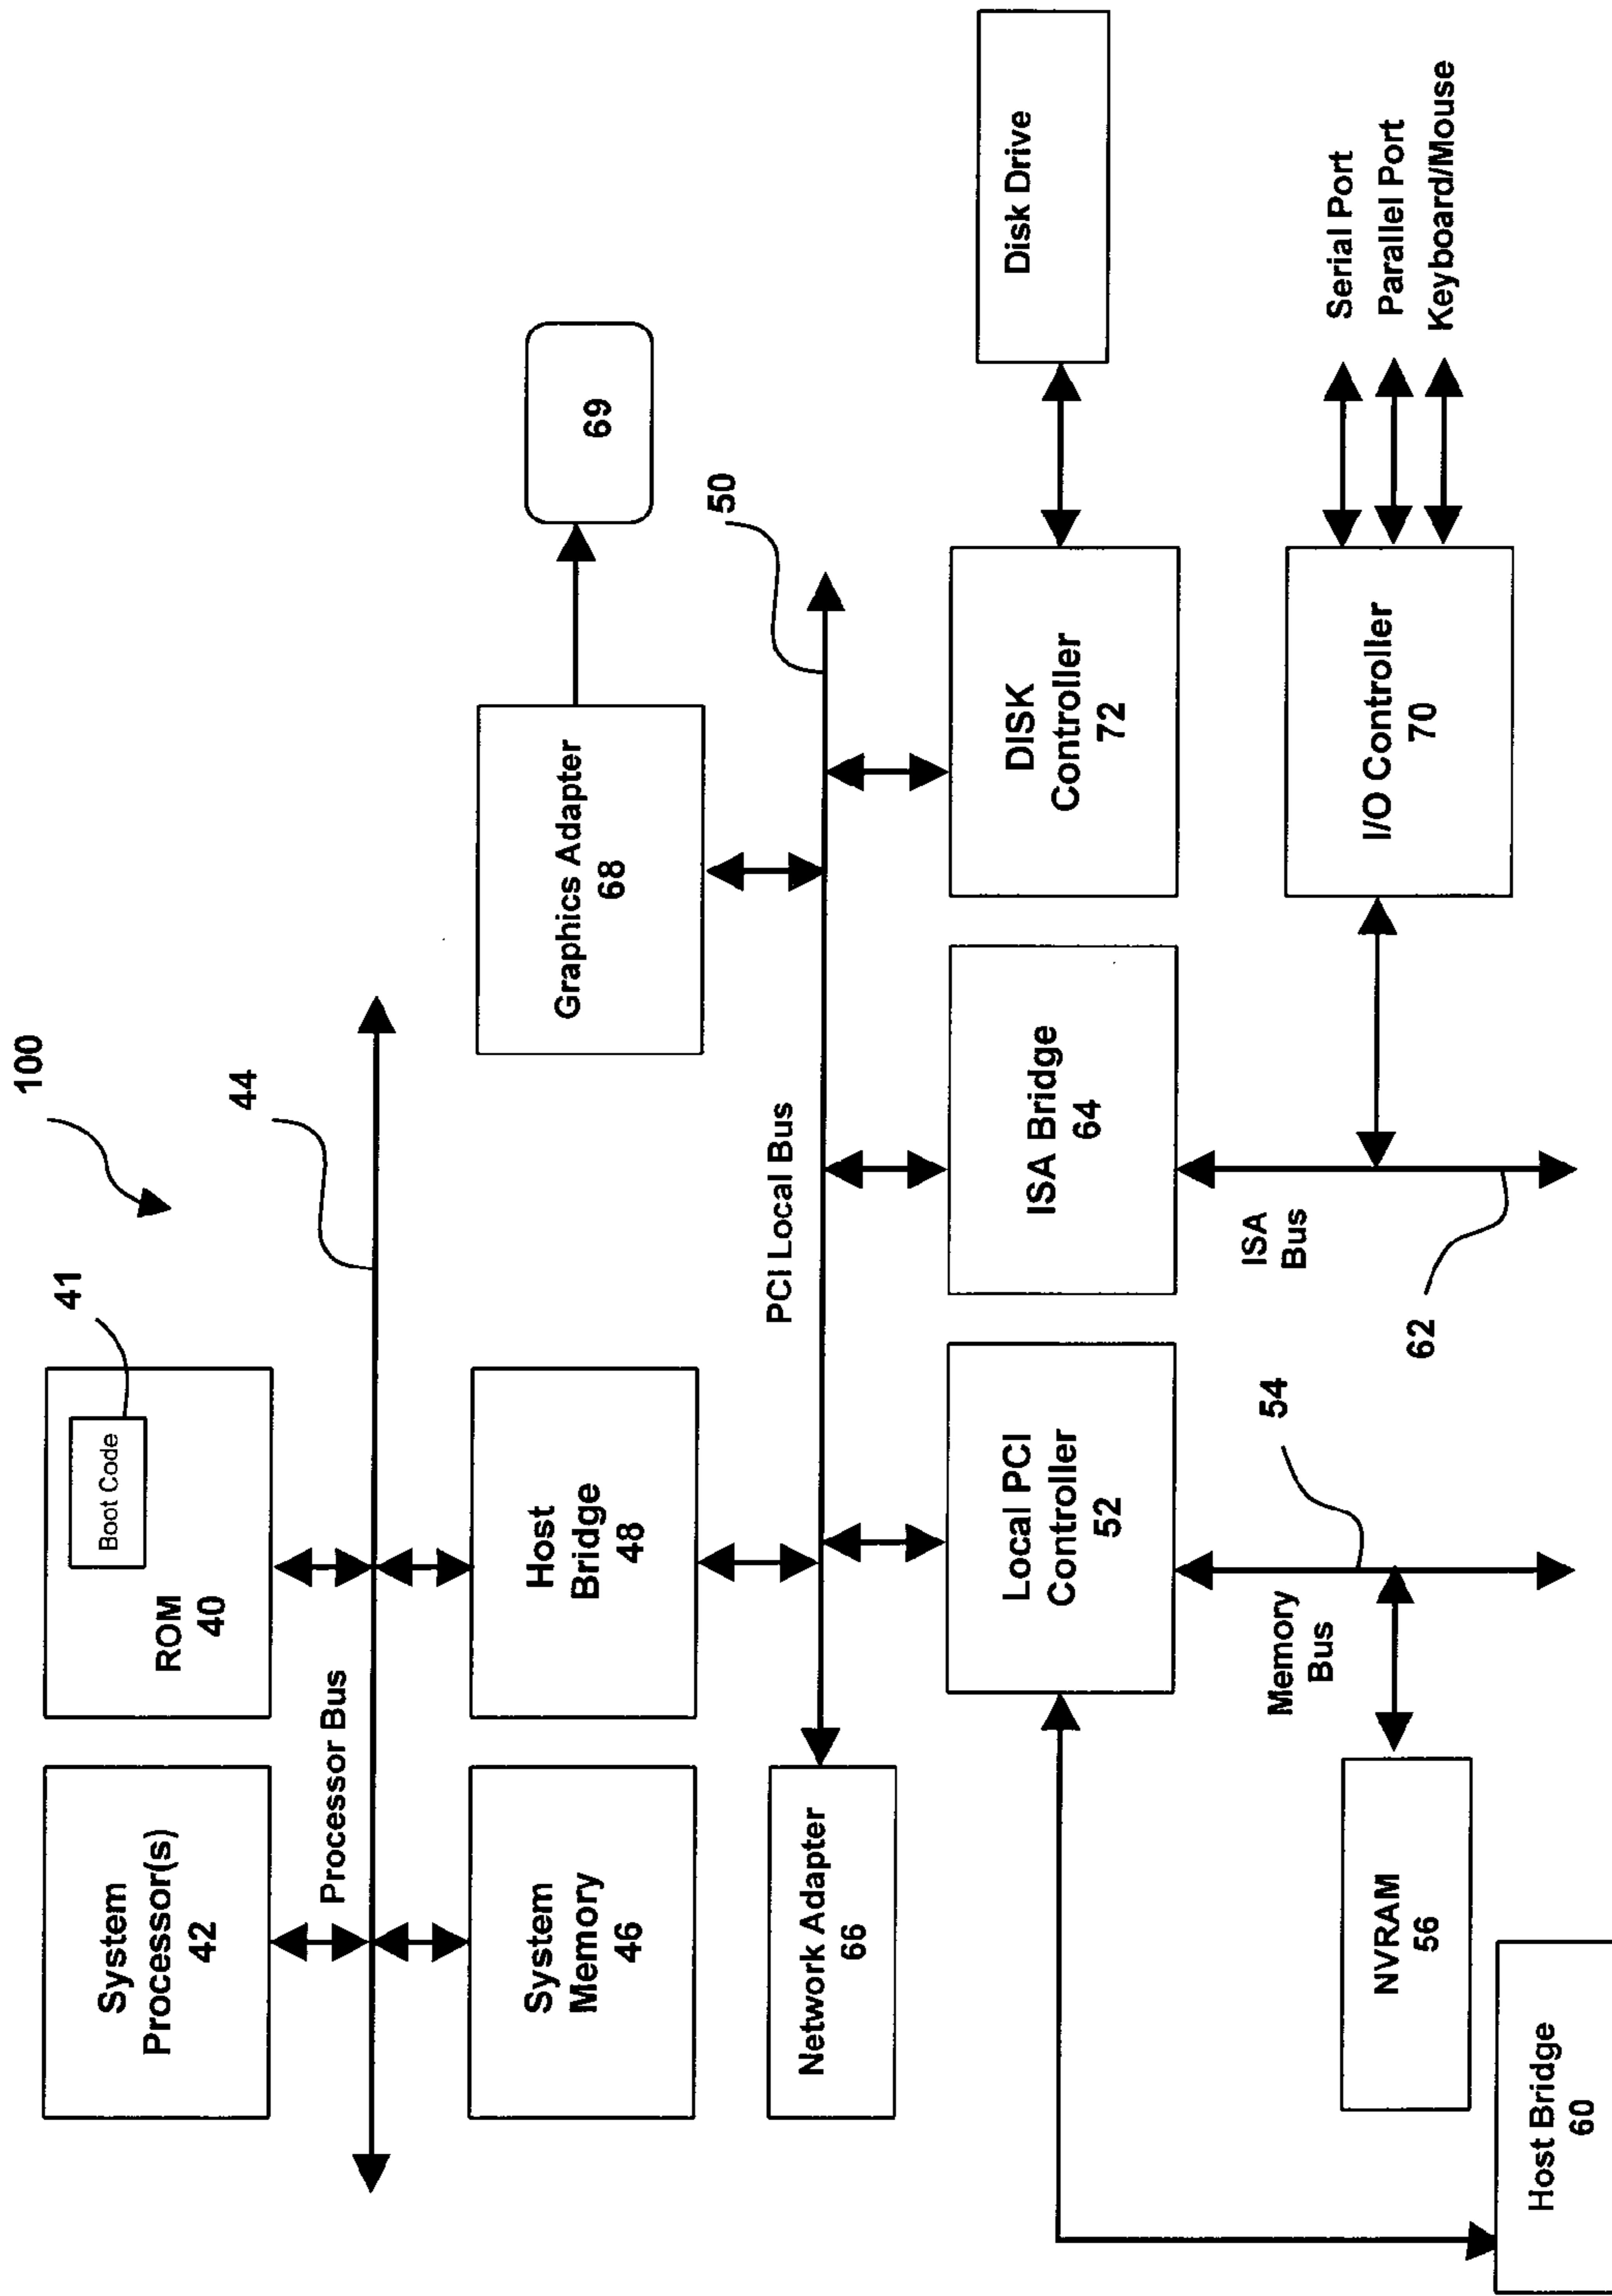 100
System
Processor(s)
42
ROM
40
Boot Code
41
Processor Bus
44
System
Memory
46
Host
Bridge
48
Graphics Adapter
68
69
Network Adapter
66
PCI Local Bus
50
Local PCI
Controller
52
ISA Bridge
64
DISK
Controller
72
Disk Drive
Memory
Bus
54
ISA
Bus
62
I/O Controller
70
Serial Port
Parallel Port
Keyboard/Mouse
NVRAM
56
Host Bridge
60